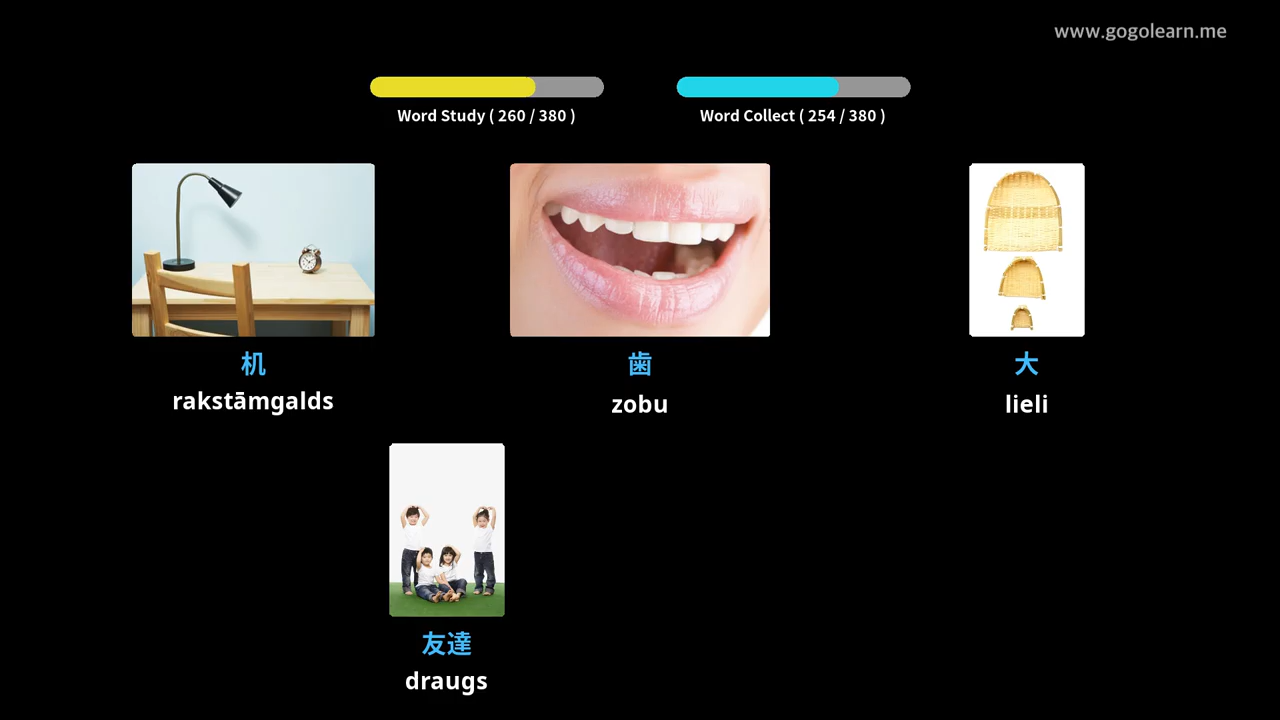 www.gogolearn.me
Word Study ( 260 / 380 )
Word Collect ( 254 / 380 )
机
rakstāmgalds
歯
zobu
大
lieli
友達
draugs